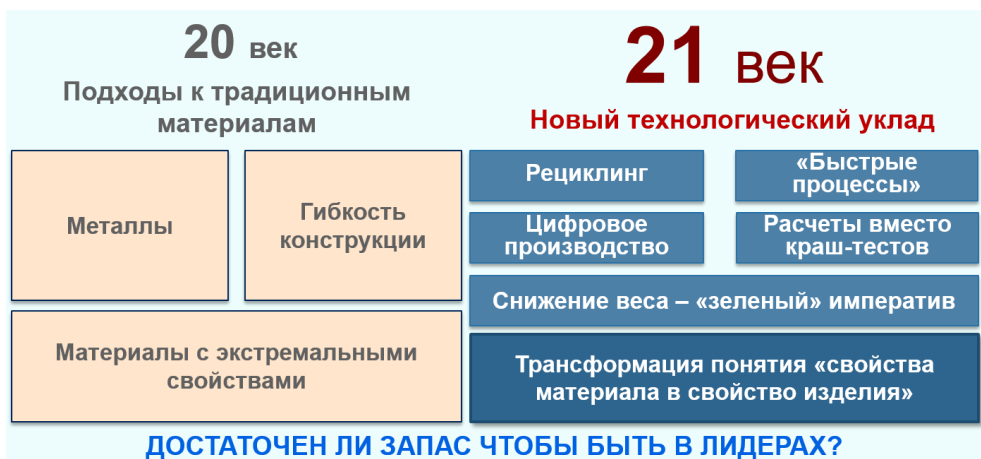 20 век
Подходы к традиционным
материалам
Металлы
Гибкость
конструкции
Материалы с экстремальными
свойствами
21 век
Новый технологический уклад
Рециклинг
«Быстрые
процессы»
Цифровое
производство
Расчеты вместо
краш-тестов
Снижение веса – «зеленый» императив
Трансформация понятия «свойства
материала в свойство изделия»
ДОСТАТОЧЕН ЛИ ЗАПАС ЧТОБЫ БЫТЬ В ЛИДЕРАХ?